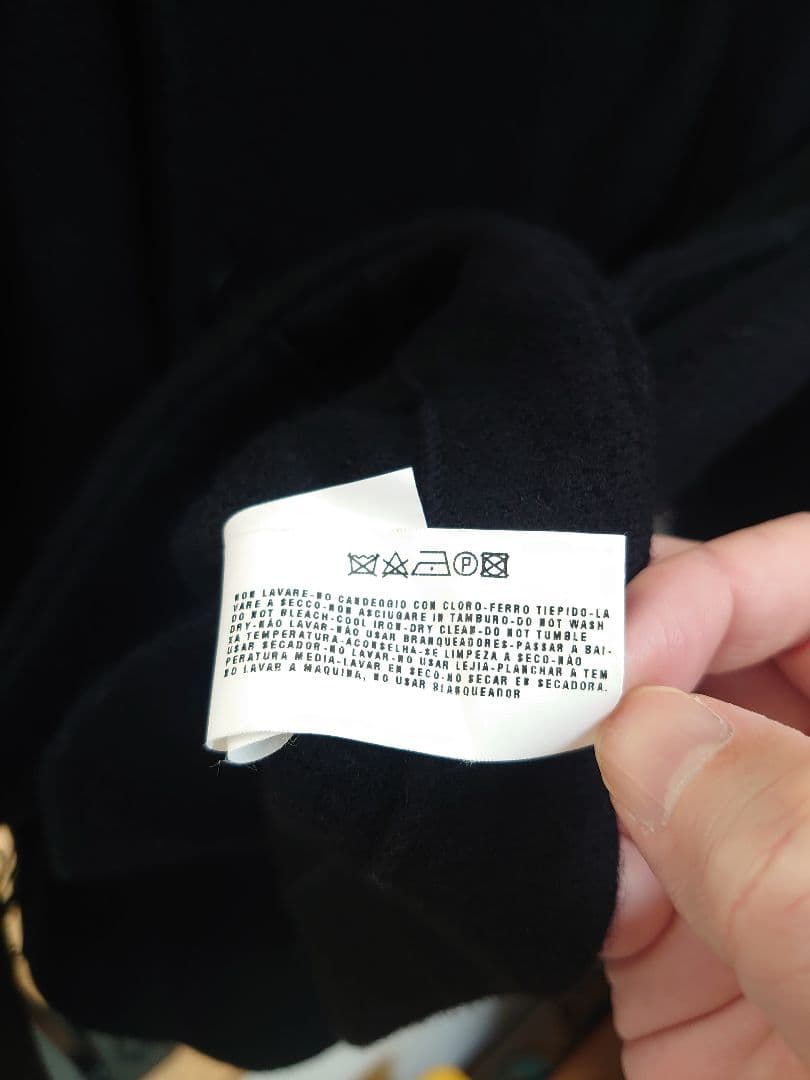 P
NON LAVARE-NO CANDEGGIO CON CLORO-FERRO TIEPIDO-LA
VARE A SECCO-NON ASCIUGARE IN TAMBURO-DO NOT WASH
DO NOT BLEACH-COOL IRON-DRY CLEAN-DO NOT TUMBLE
DRY-NÃO LAVAR-NÃO USAR BRANQUEADORES-PASSAR A BAI-
XA TEMPERATURA-ACONSELHA-SE LIMPEZA A SECO-NÃO
USAR SECADOR-NO LAVAR-NO USAR LEJIA-PLANCHAR A TEM
PERATURA MEDIA-LAVAR EN SECO-NO SECAR EN SECADORA.
NO LAVAR A MAQUINA, NO USAR BLANQUEADOR